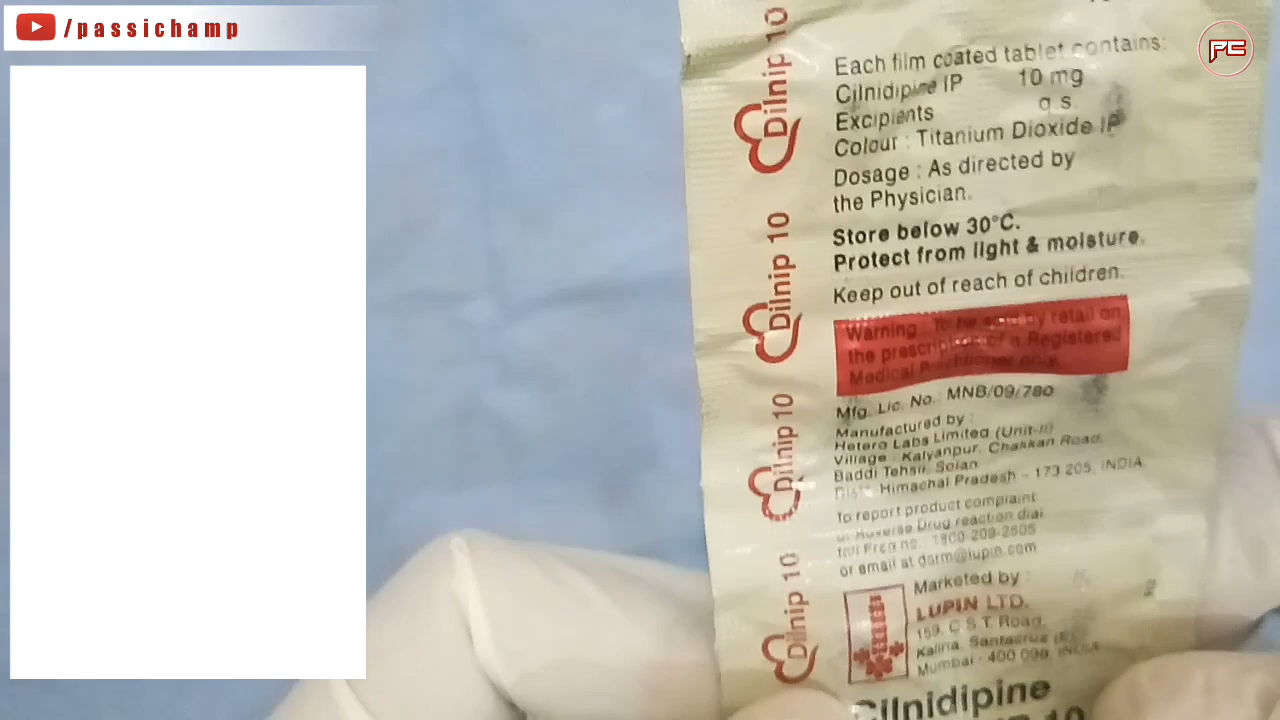 /passichamp
PC
Each film coated tablet contains:
Cilnidipine IP 10 mg
Excipients q.s.
Colour : Titanium Dioxide IP
Dosage : As directed by
the Physician.
Store below 30°C.
Protect from light & moisture.
Keep out of reach of children.
Warning : To be sold by retail on
the prescription of a Registered
Medical Practitioner only.
Mfg. Lic. No.: MNB/09/780
Manufactured by :
Hetero Labs Limited (Unit-II)
Village : Kalyanpur, Chakkan Road,
Baddi Tehsil, Solan
Distt. Himachal Pradesh - 173 205, INDIA
To report product complaint
or Adverse Drug reaction dial
toll Free no. : 1800-209-2505
or email at dsrm@lupin.com
Marketed by :
LUPIN LTD.
159, C.S.T. Road,
Kalina, Santacruz (E),
Mumbai - 400 098, INDIA
Cilnidipine
10
Dilnip 10
Dilnip 10
Dilnip 10
Dilnip 10